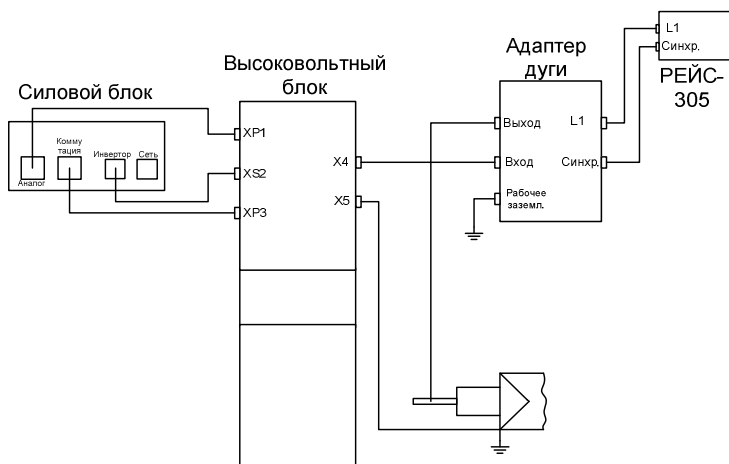 L1
Синхр.
РЕЙС-
305
Адаптер
дуги
Выход
L1
Вход
Синхр.
Рабочее
заземл.
Высоковольтный
блок
XP1
XS2
XP3
X4
X5
Силовой блок
Аналог
Комму
тация
Инвертор
Сеть